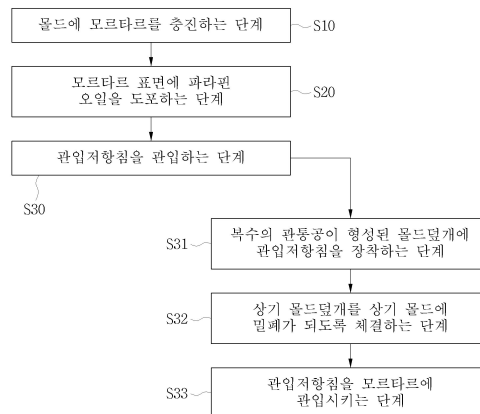 몰드에 모르타르를 충진하는 단계
S10
모르타르 표면에 파라핀
오일을 도포하는 단계
S20
관입저항침을 관입하는 단계
S30
복수의 관통공이 형성된 몰드덮개에
관입저항침을 장착하는 단계
S31
상기 몰드덮개를 상기 몰드에
밀폐가 되도록 체결하는 단계
S32
관입저항침을 모르타르에
관입시키는 단계
S33